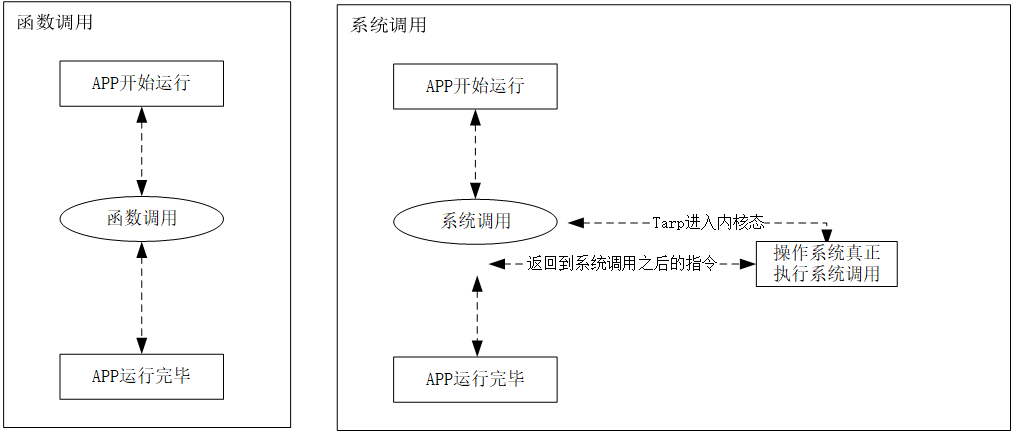 函数调用
APP开始运行
函数调用
APP运行完毕
系统调用
APP开始运行
系统调用
Tarp进入内核态
操作系统真正
执行系统调用
返回到系统调用之后的指令
APP运行完毕